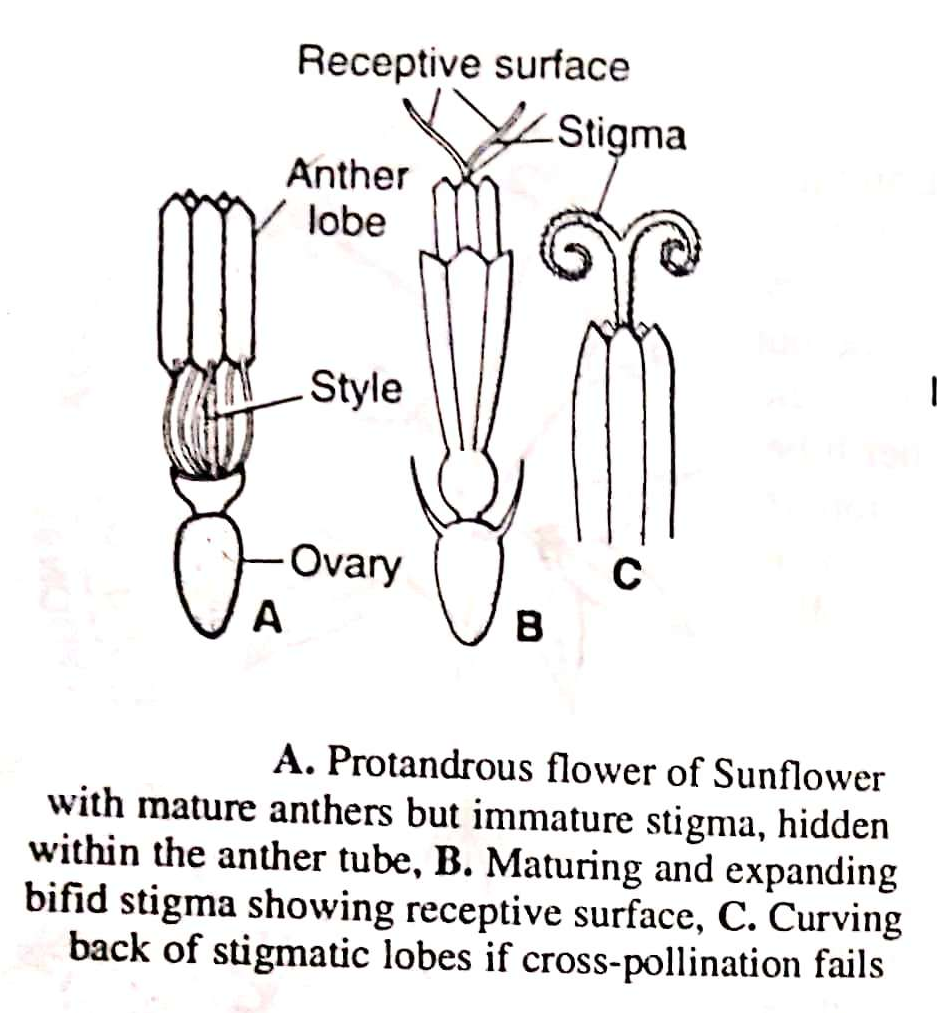 Receptive surface
Stigma
Anther
lobe
Style
Ovary
A
B
C
A. Protandrous flower of Sunflower
with mature anthers but immature stigma, hidden
within the anther tube, B. Maturing and expanding
bifid stigma showing receptive surface, C. Curving
back of stigmatic lobes if cross-pollination fails